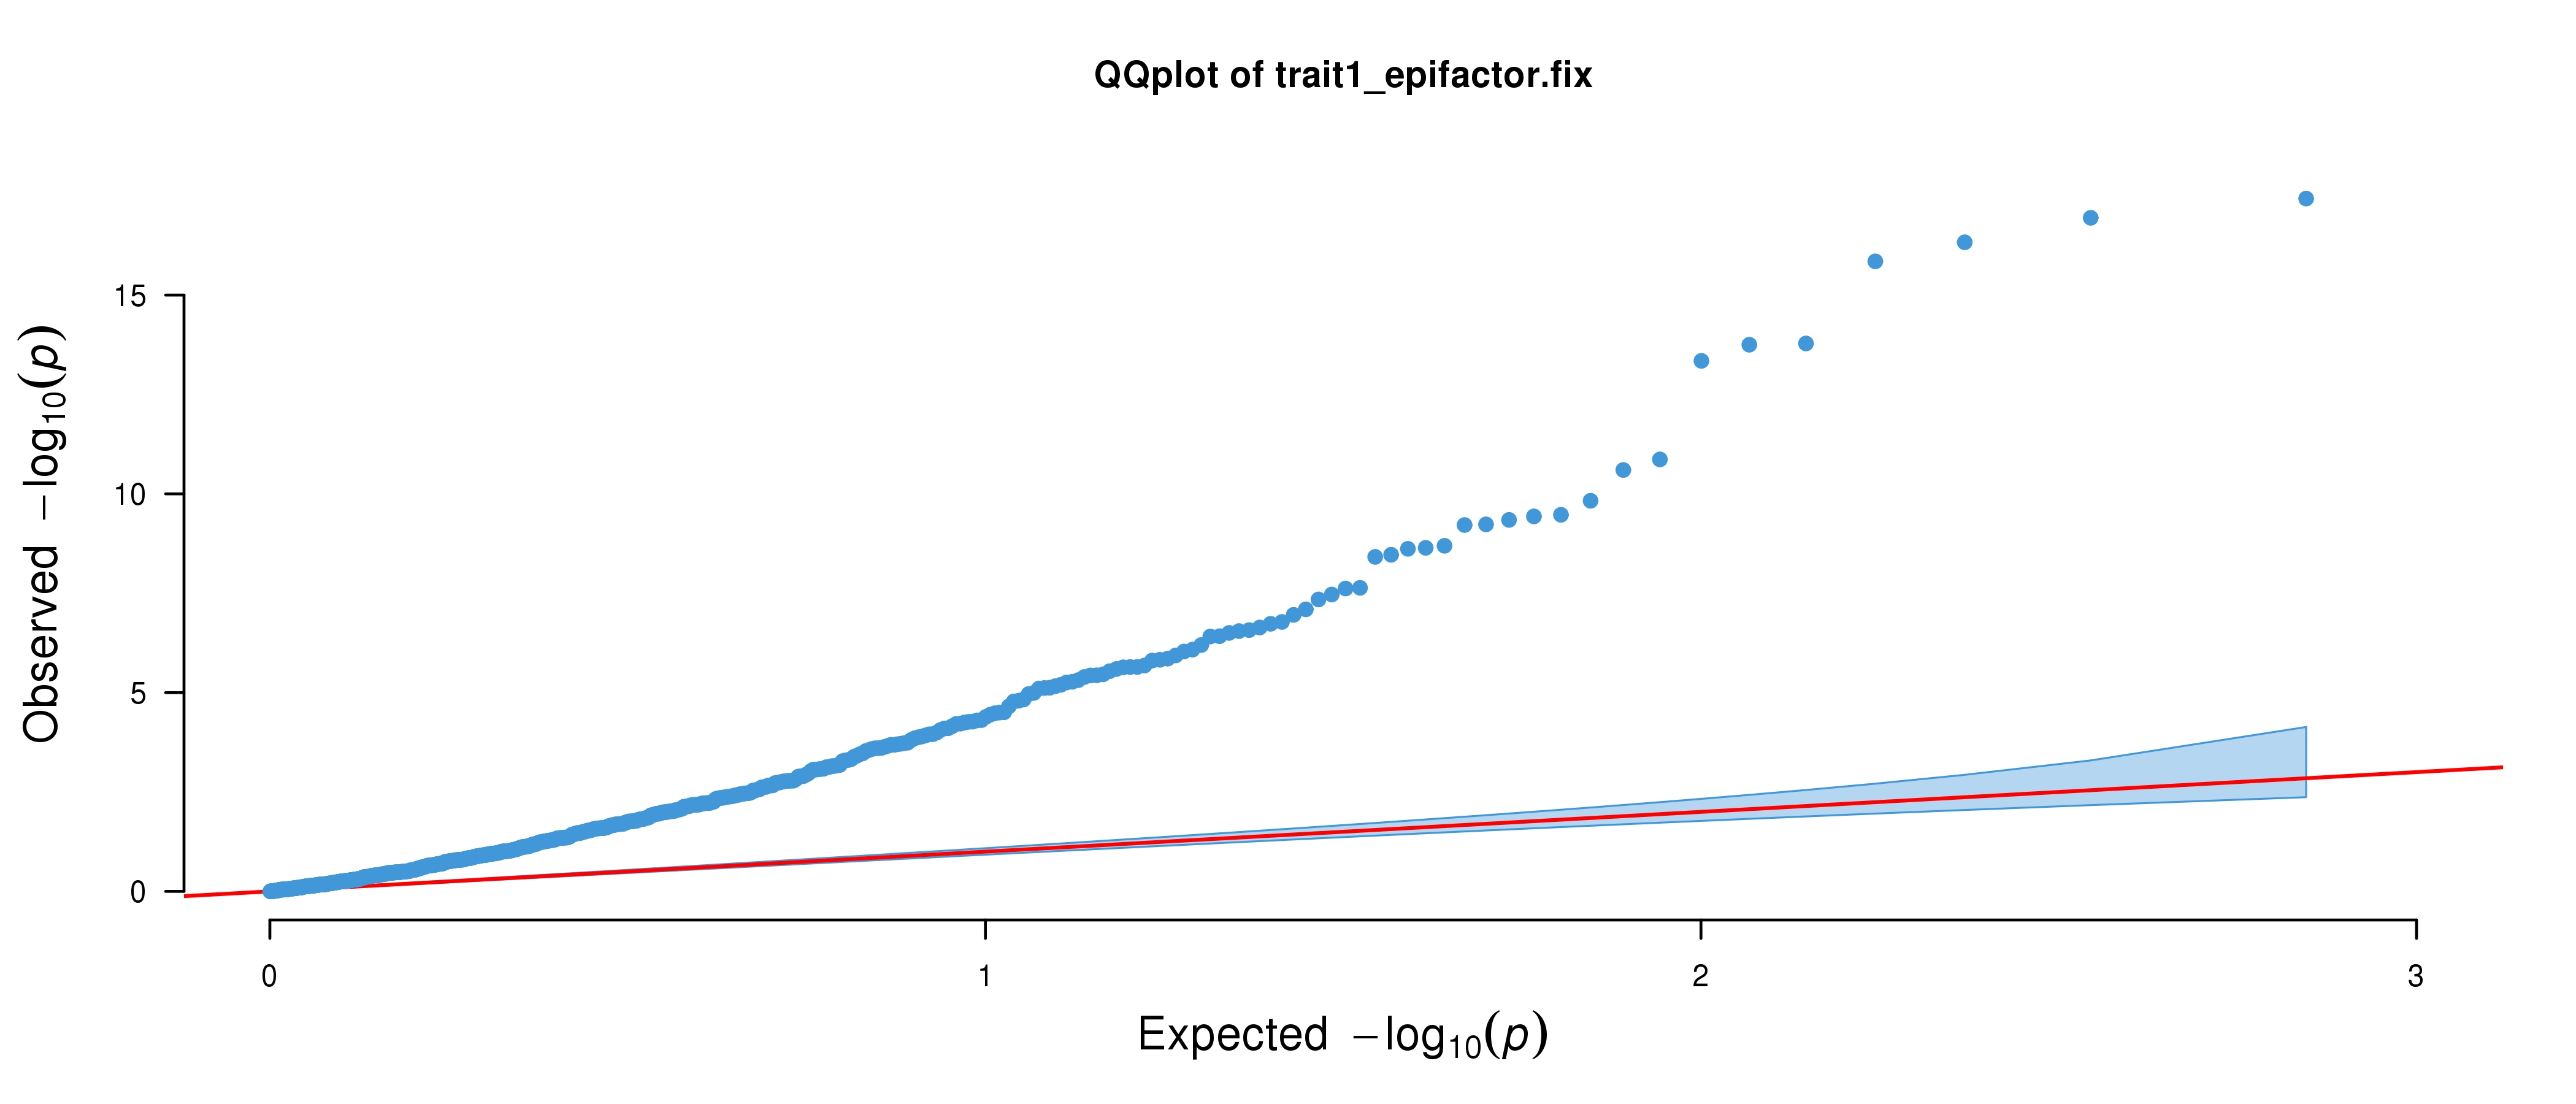 QQplot of trait1_epifactor.fix
Observed −log10(p)
15
10
5
0
0 1 2 3
Expected −log10(p)